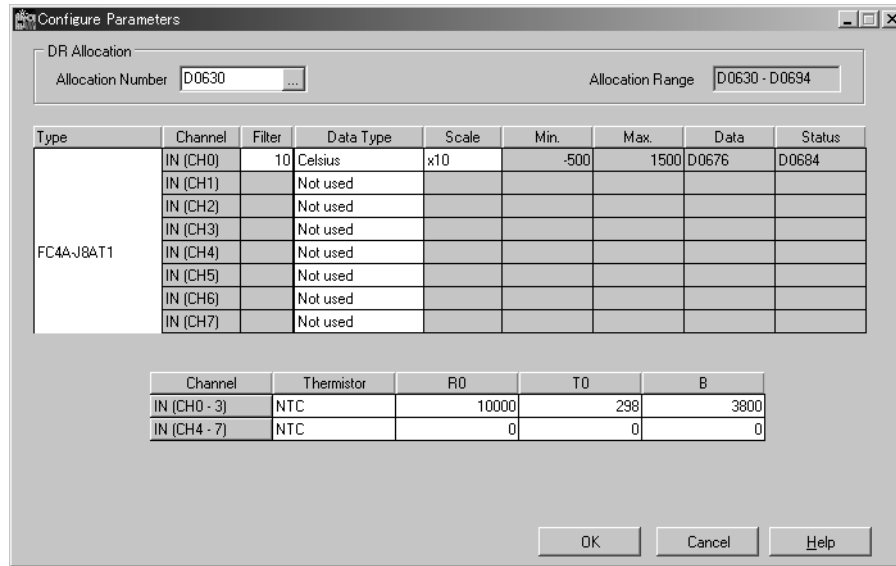 Configure Parameters
DR Allocation
Allocation Number D0630 ... Allocation Range D0630 - D0694
Type Channel Filter Data Type Scale Min. Max. Data Status
IN (CH0) 10 Celsius x10 -500 1500 D0676 D0684
IN (CH1) Not used
IN (CH2) Not used
IN (CH3) Not used
FC4A-J8AT1 IN (CH4) Not used
IN (CH5) Not used
IN (CH6) Not used
IN (CH7) Not used
Channel Thermistor R0 T0 B
IN (CH0 - 3) NTC 10000 298 3800
IN (CH4 - 7) NTC 0 0 0
OK Cancel Help